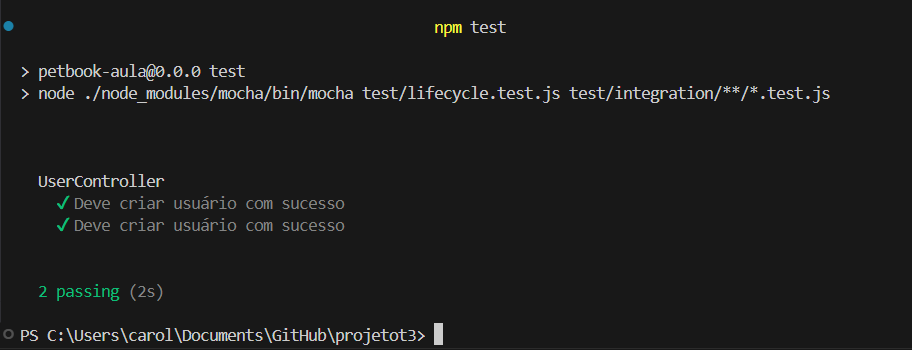 npm test
> petbook-aula@0.0.0 test
> node ./node_modules/mocha/bin/mocha test/lifecycle.test.js test/integration/**/*.test.js
UserController
✓ Deve criar usuário com sucesso
✓ Deve criar usuário com sucesso
2 passing (2s)
PS C:\Users\carol\Documents\GitHub\projetot3>